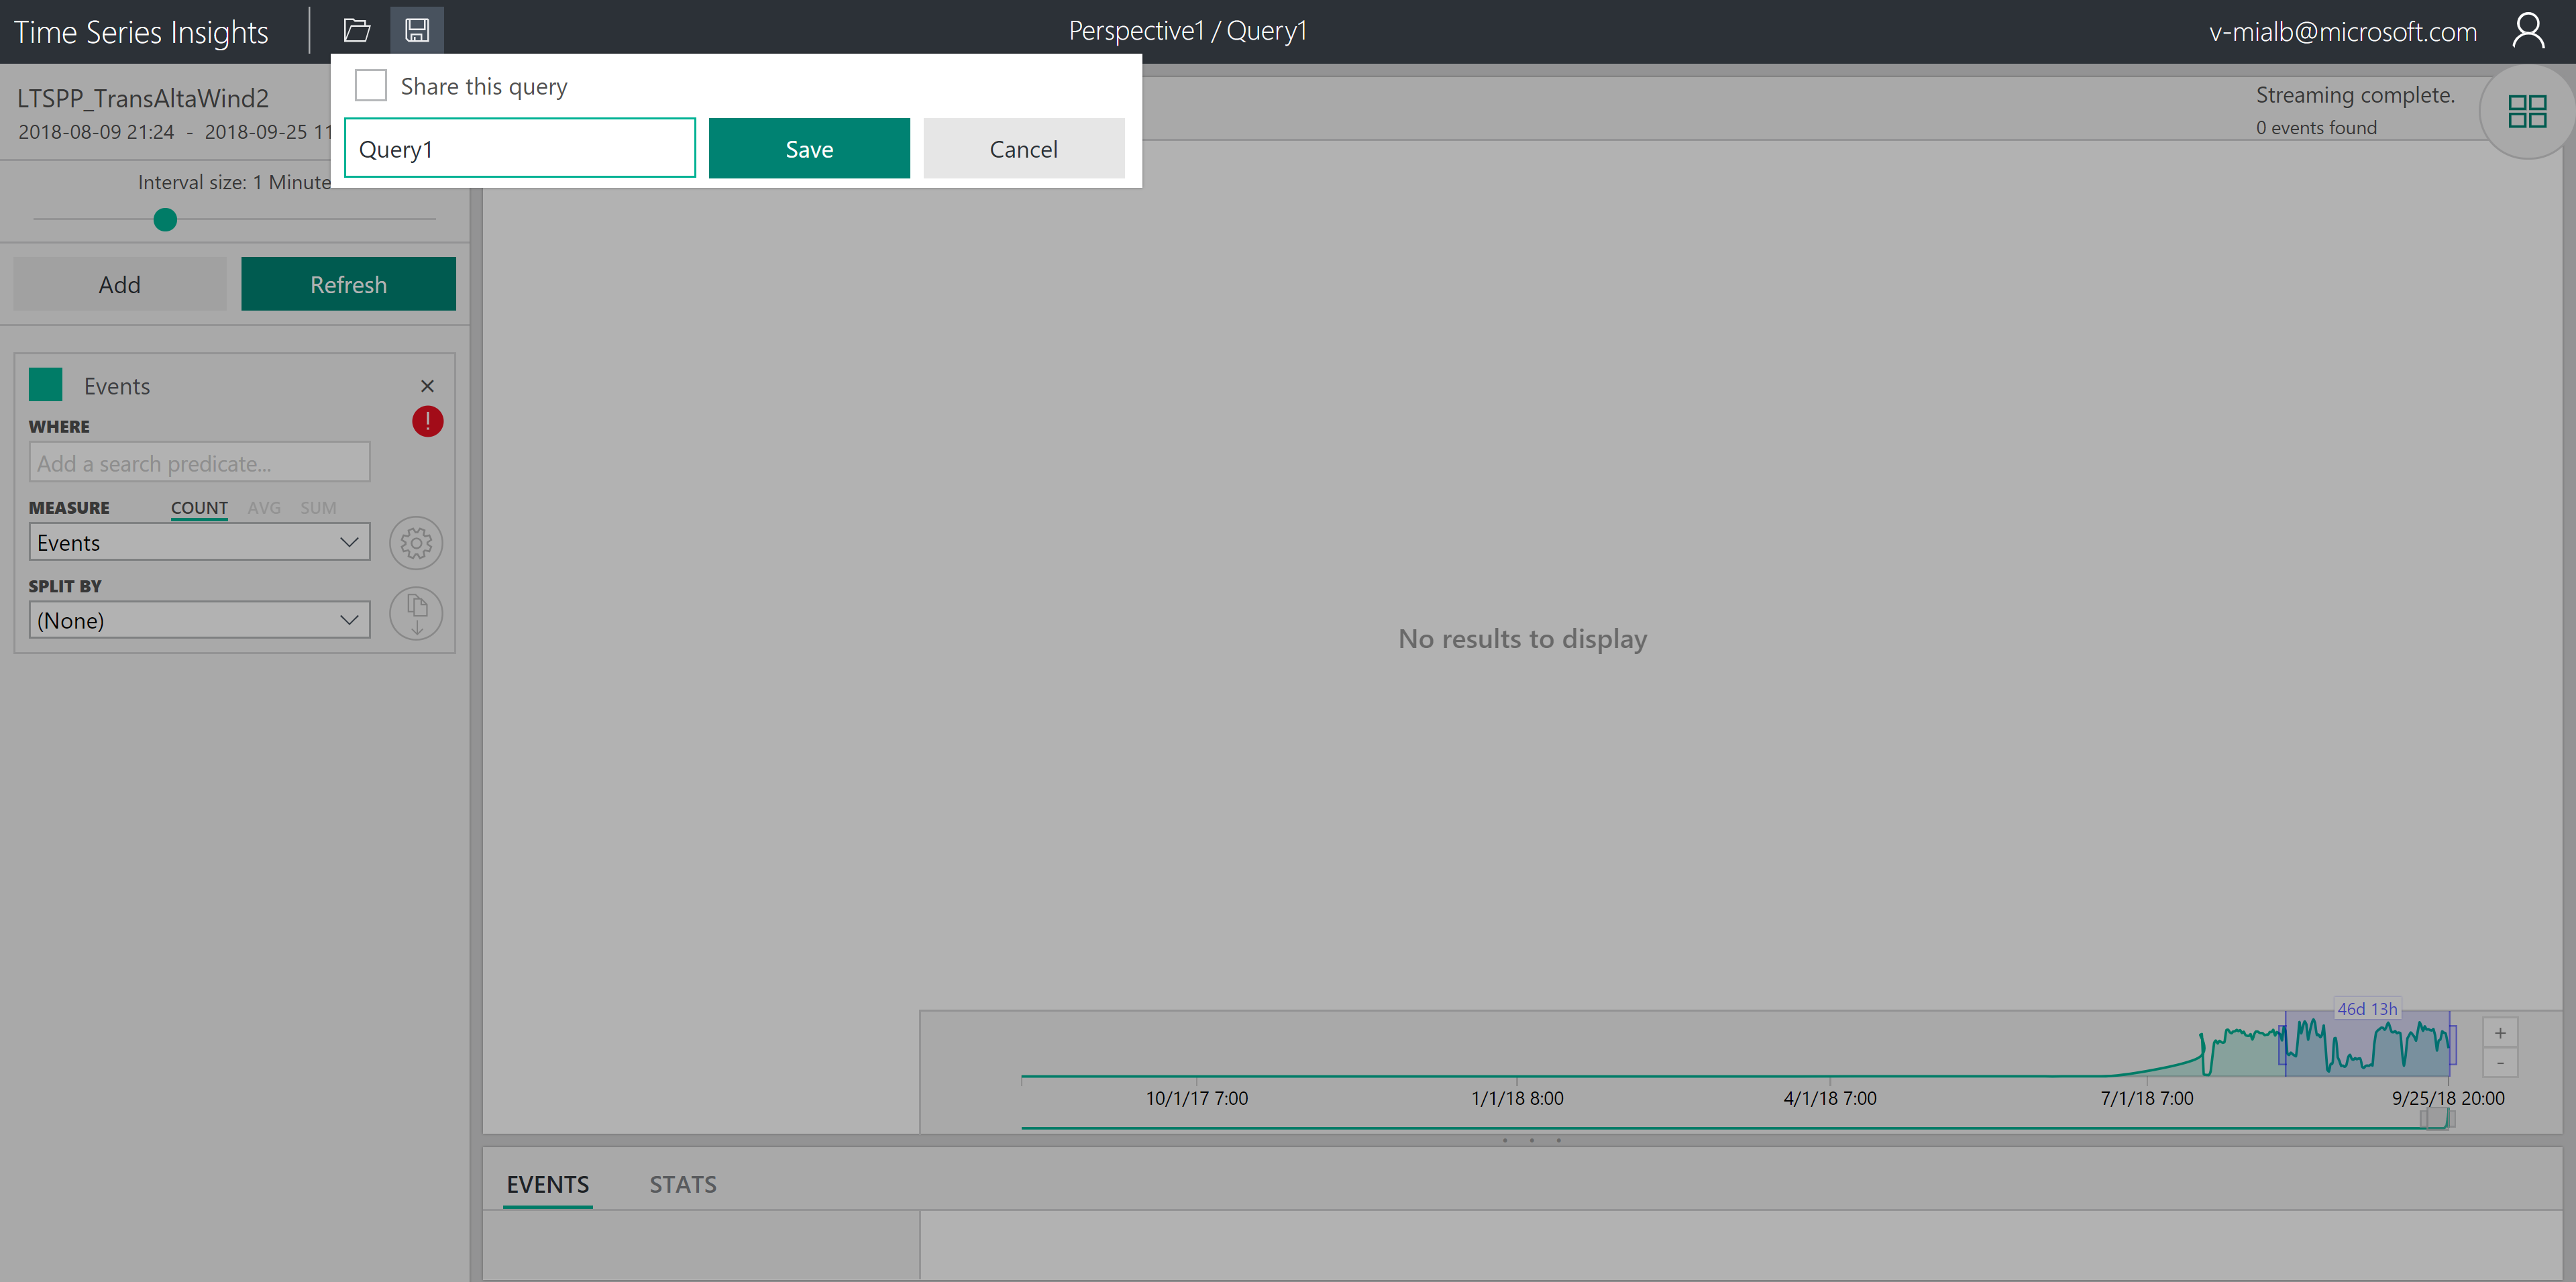 Time Series Insights
Perspective1 / Query1
v-mialb@microsoft.com
Share this query
Query1
Save
Cancel
LTSPP_TransAltaWind2
2018-08-09 21:24 - 2018-09-25 11
Streaming complete.
0 events found
Interval size: 1 Minute
Add
Refresh
Events
WHERE
Add a search predicate...
MEASURE COUNT AVG SUM
Events
SPLIT BY
(None)
No results to display
46d 13h
+
-
10/1/17 7:00 1/1/18 8:00 4/1/18 7:00 7/1/18 7:00 9/25/18 20:00
EVENTS STATS